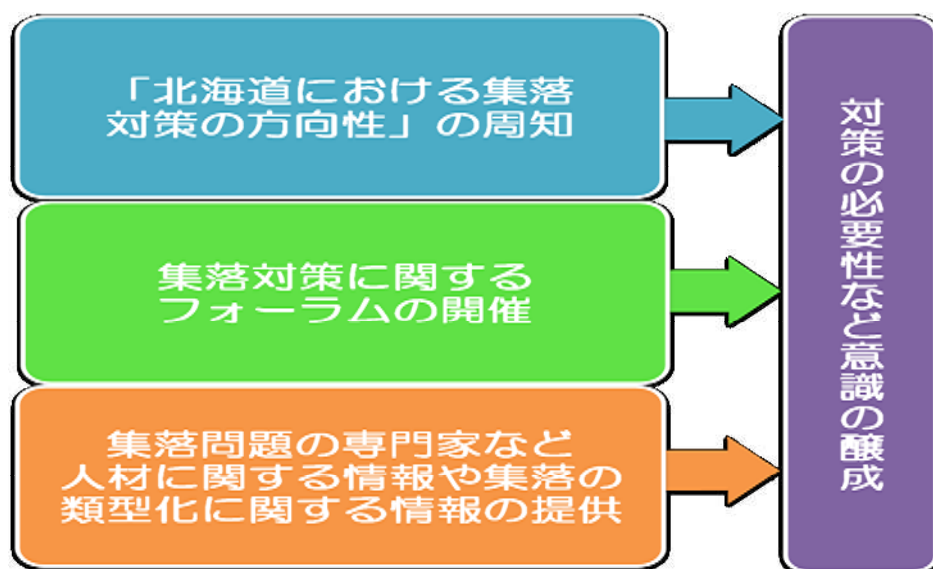 「北海道における集落
対策の方向性」の周知
集落対策に関する
フォーラムの開催
集落問題の専門家など
人材に関する情報や集落の
類型化に関する情報の提供
対策の必要性など意識の醸成